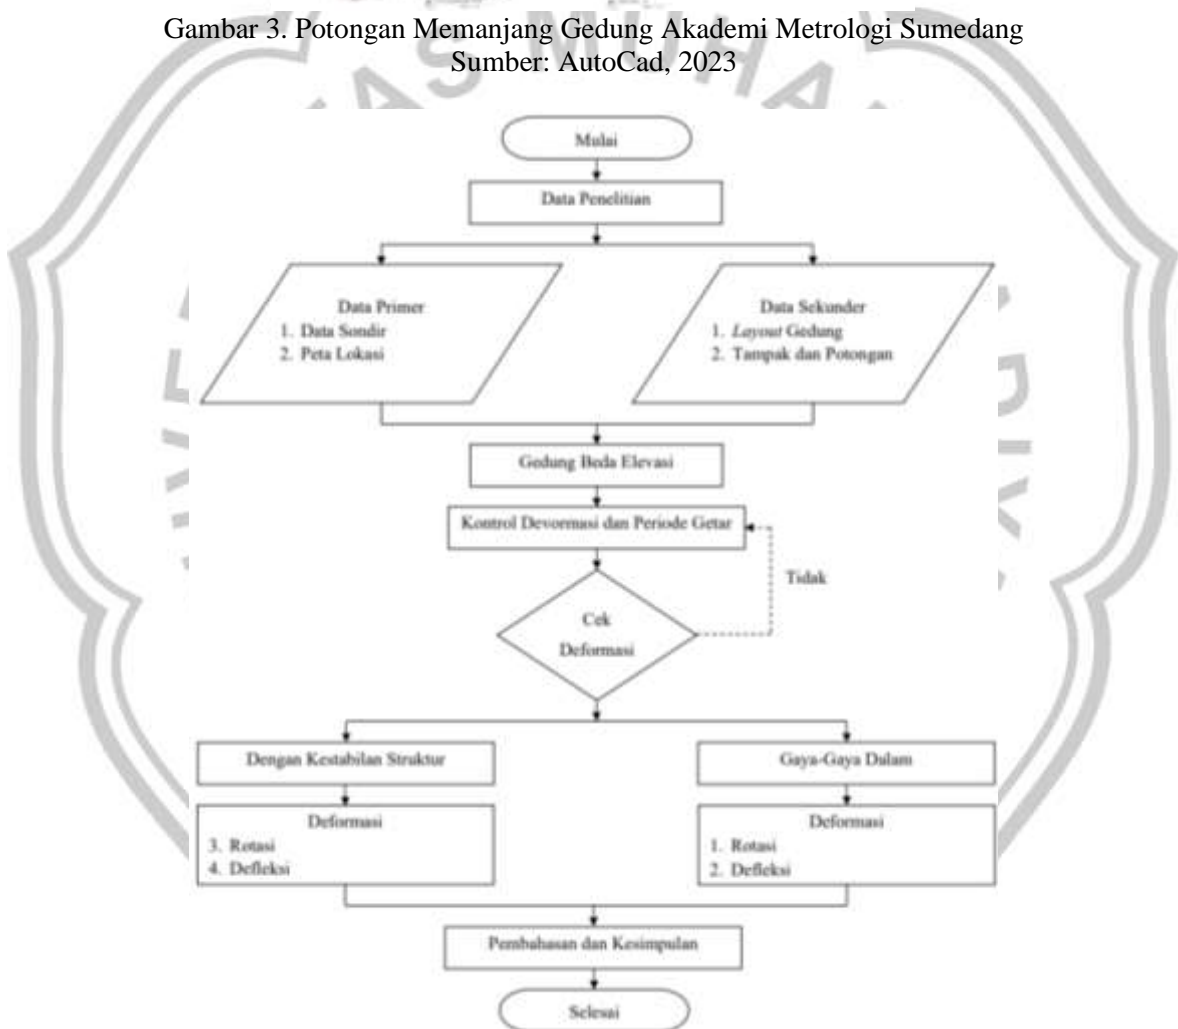 Gambar 3. Potongan Memanjang Gedung Akademi Metrologi Sumedang
Sumber: AutoCad, 2023
Mulai
Data Penelitian
Data Primer
1. Data Sondir
2. Peta Lokasi
Data Sekunder
1. Layout Gedung
2. Tampak dan Potongan
Gedung Beda Elevasi
Kontrol Devormasi dan Periode Getar
Tidak
Cek
Deformasi
Dengan Kestabilan Struktur
Deformasi
3. Rotasi
4. Defleksi
Gaya-Gaya Dalam
Deformasi
1. Rotasi
2. Defleksi
Pembahasan dan Kesimpulan
Selesai